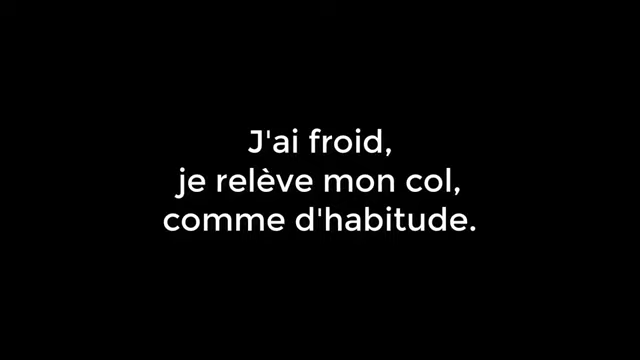 J'ai froid,
je relève mon col,
comme d'habitude.